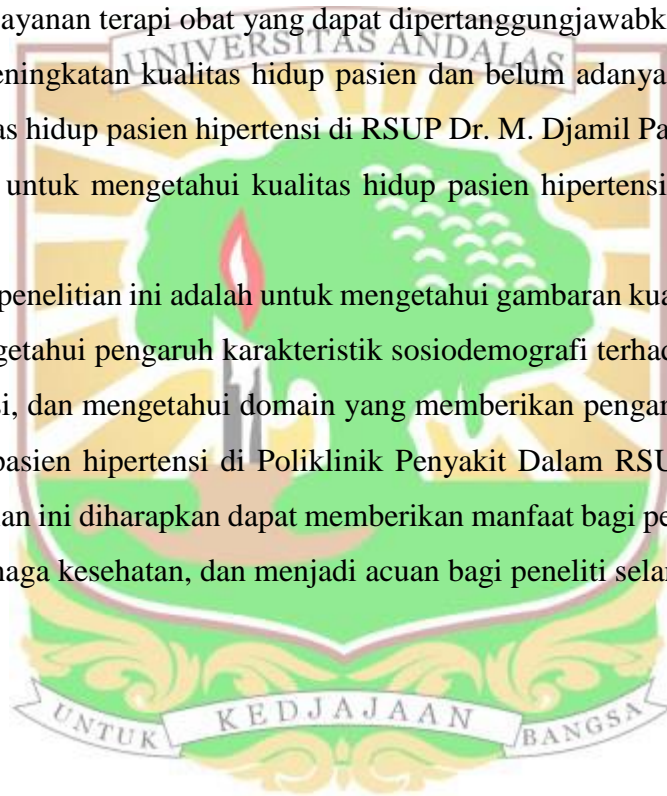 ayanan terapi obat yang dapat dipertanggungjawabk
UNIVERSITAS ANDALAS
eningkatan kualitas hidup pasien dan belum adanya
as hidup pasien hipertensi di RSUP Dr. M. Djamil Pa
untuk mengetahui kualitas hidup pasien hipertensi
penelitian ini adalah untuk mengetahui gambaran kua
getahui pengaruh karakteristik sosiodemografi terhad
si, dan mengetahui domain yang memberikan pengar
pasien hipertensi di Poliklinik Penyakit Dalam RSU
an ini diharapkan dapat memberikan manfaat bagi pe
naga kesehatan, dan menjadi acuan bagi peneliti selan
UNTUK KEDJAJAAN BANGSA